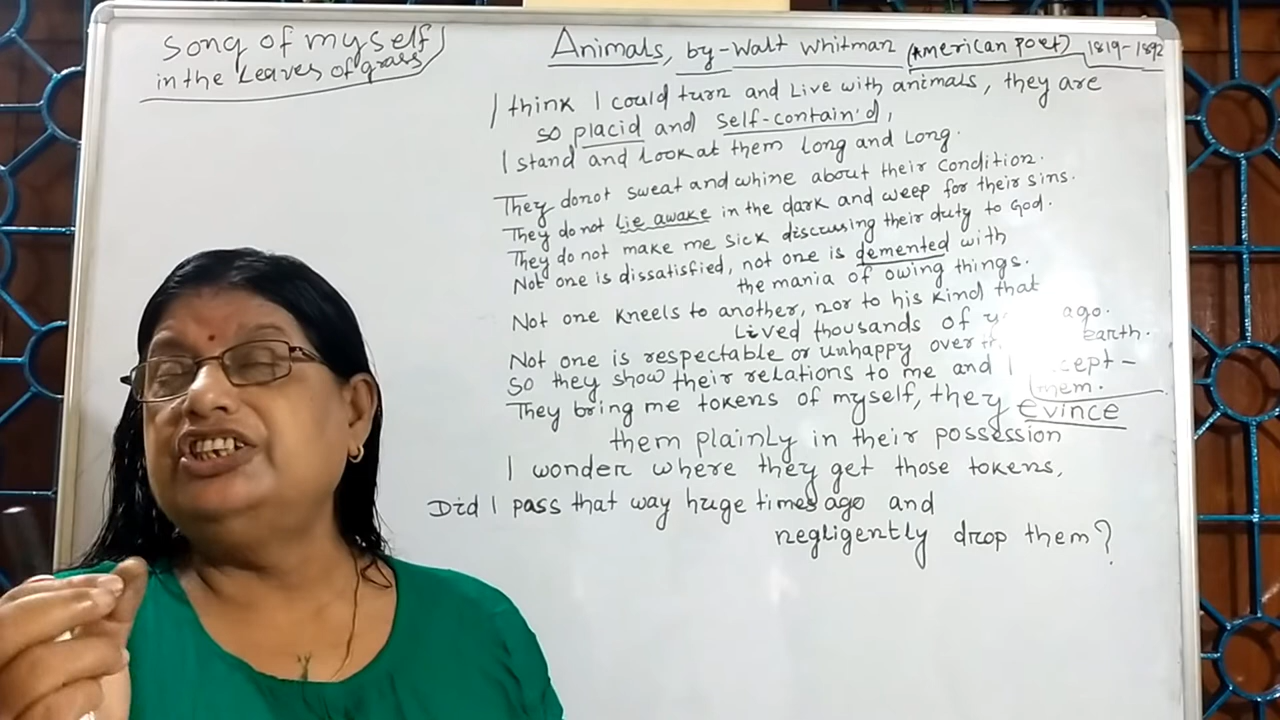 Song of myself
in the Leaves of grass
Animals, by-Walt Whitman (American Poet) 1819-1892
I think I could turn and Live with animals, they are
so placid and self-contain'd,
I stand and Look at them Long and Long.
They donot sweat and whine about their condition.
They do not Lie awake in the dark and weep for their sins.
They do not make me sick discussing their duty to God.
Not one is dissatisfied, not one is demented with
the mania of owing things.
Not one kneels to another, nor to his kind that
Lived thousands of ago.
Not one is respectable or unhappy over earth.
So they show their relations to me and I
They bring me tokens of myself, they evince
them plainly in their possession
I wonder where they get those tokens,
Did I pass that way huge times ago and
negligently drop them?